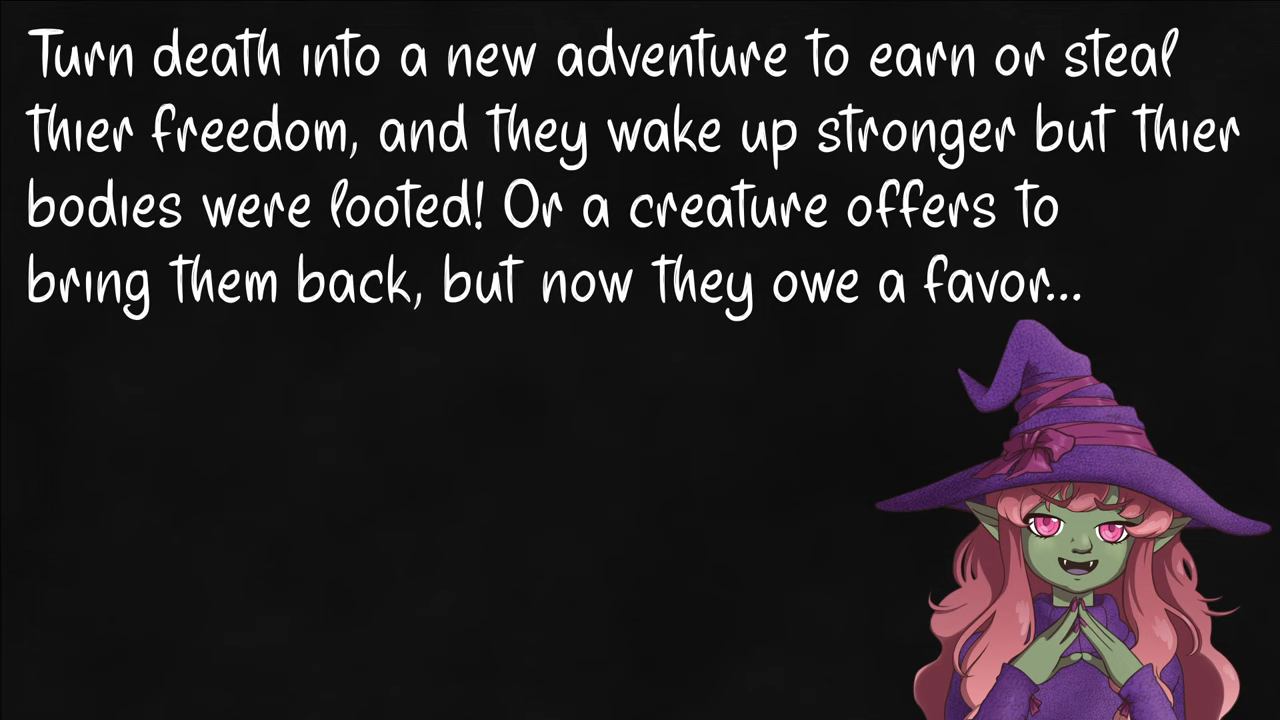 Turn death into a new adventure to earn or steal
thier freedom, and they wake up stronger but thier
bodies were looted! Or a creature offers to
bring them back, but now they owe a favor...